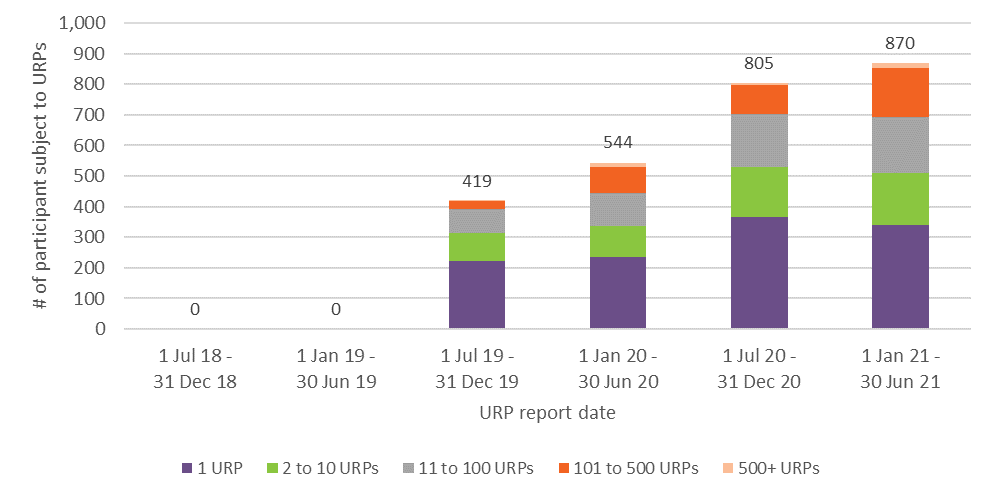 # of participant subject to URPs
1,000
900
800
700
600
500
400
300
200
100
0
0
0
419
544
805
870
1 Jul 18 -
31 Dec 18
1 Jan 19 -
30 Jun 19
1 Jul 19 -
31 Dec 19
1 Jan 20 -
30 Jun 20
1 Jul 20 -
31 Dec 20
1 Jan 21 -
30 Jun 21
URP report date
1 URP
2 to 10 URPs
11 to 100 URPs
101 to 500 URPs
500+ URPs